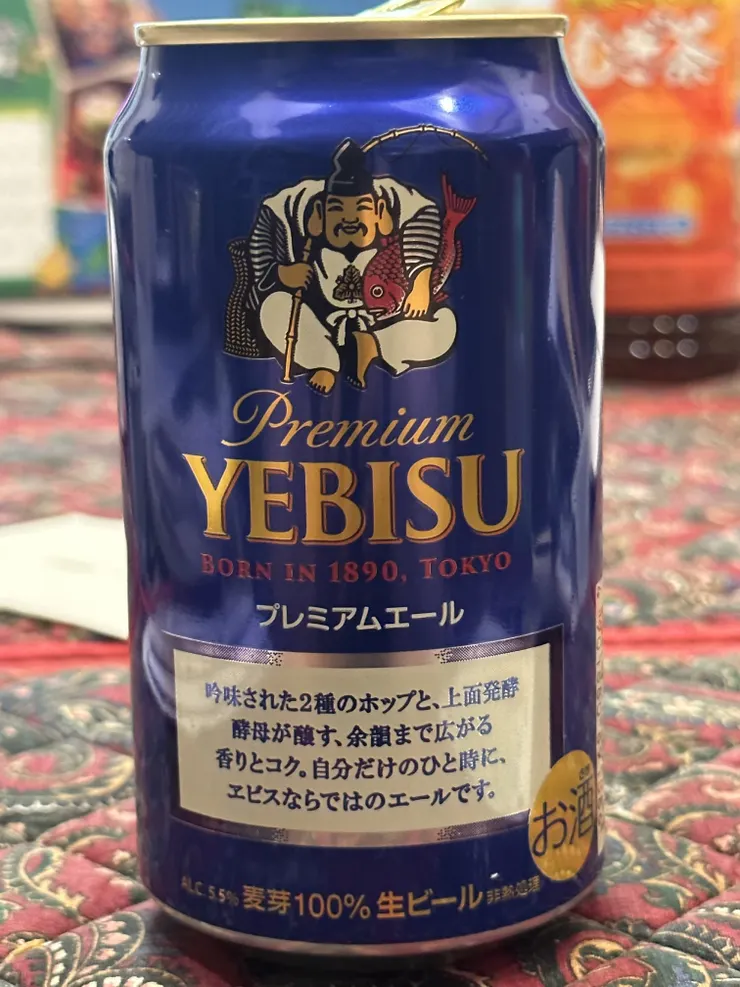 むぎ茶
Premium
YEBISU
BORN IN 1890, TOKYO
プレミアムエール
吟味された2種のホップと、上面発酵
酵母が醸す、余韻まで広がる
香りとコク。自分だけのひと時に、
ヱビスならではのエールです。
お酒
ALC. 5.5% 麦芽100% 生ビール 非熱処理